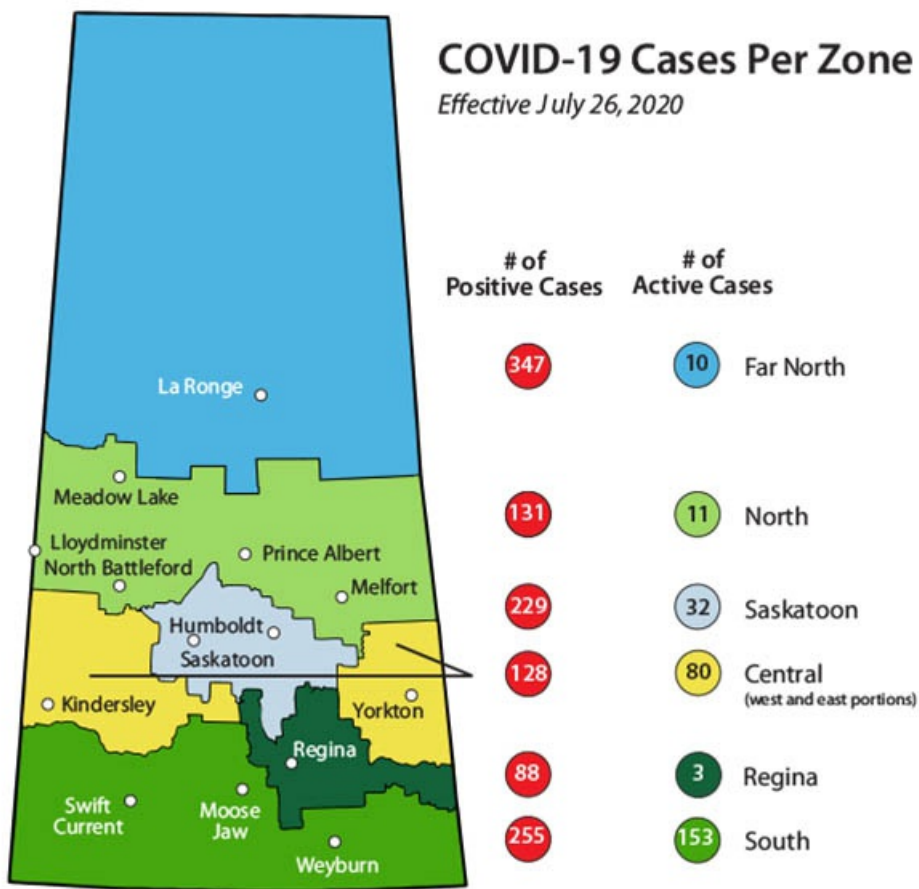 COVID-19 Cases Per Zone
Effective July 26, 2020
# of
Positive Cases
# of
Active Cases
347
10
Far North
131
11
North
229
32
Saskatoon
128
80
Central
(west and east portions)
88
3
Regina
255
153
South
La Ronge
Meadow Lake
Lloydminster
North Battleford
Prince Albert
Melfort
Humboldt
Saskatoon
Kindersley
Yorkton
Regina
Swift
Current
Moose
Jaw
Weyburn